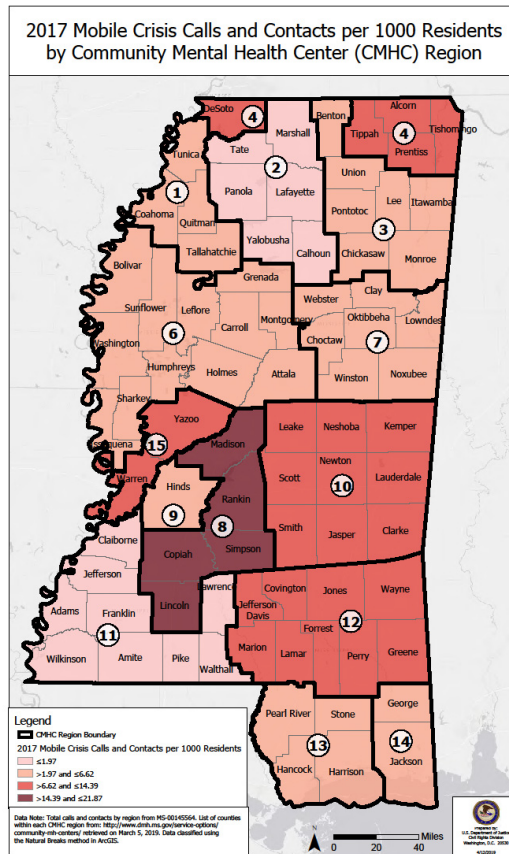 2017 Mobile Crisis Calls and Contacts per 1000 Residents
by Community Mental Health Center (CMHC) Region
DeSoto
4
Benton
Alcorn
Tippah
4
Tishomingo
Prentiss
Marshall
Tunica
Tate
2
1
Panola
Lafayette
Union
Lee
Itawamba
Pontotoc
Coahoma
Quitman
3
Tallahatchie
Yalobusha
Calhoun
Chickasaw
Monroe
Bolivar
Grenada
Clay
Webster
Sunflower
Leflore
Montgomery
Oktibbeha
Lowndes
6
Carroll
Choctaw
7
Washington
Humphreys
Holmes
Attala
Winston
Noxubee
Sharkey
Yazoo
Leake
Neshoba
Kemper
Issaquena
15
Madison
Newton
Warren
Scott
10
Lauderdale
Hinds
Rankin
9
8
Smith
Jasper
Clarke
Claiborne
Copiah
Simpson
Jefferson
Lincoln
Lawrence
Covington
Jones
Wayne
Adams
Franklin
Jefferson
Davis
Forrest
12
11
Marion
Lamar
Perry
Greene
Wilkinson
Amite
Pike
Walthall
Pearl River
Stone
George
13
14
Hancock
Harrison
Jackson
Legend
CMHC Region Boundary
2017 Mobile Crisis Calls and Contacts per 1000 Residents
≤1.97
>1.97 and ≤6.62
>6.62 and ≤14.39
>14.39 and ≤21.87
Data Note: Total calls and contacts by region from MS-00145564. List of counties
within each CMHC region from: http://www.dmh.ms.gov/service-options/
community-mh-centers/ retrieved on March 5, 2019. Data classified using
the Natural Breaks method in ArcGIS.
N
0
20
40
Miles
Prepared by:
U.S. Department of Justice
Civil Rights Division
Washington, D.C. 20530